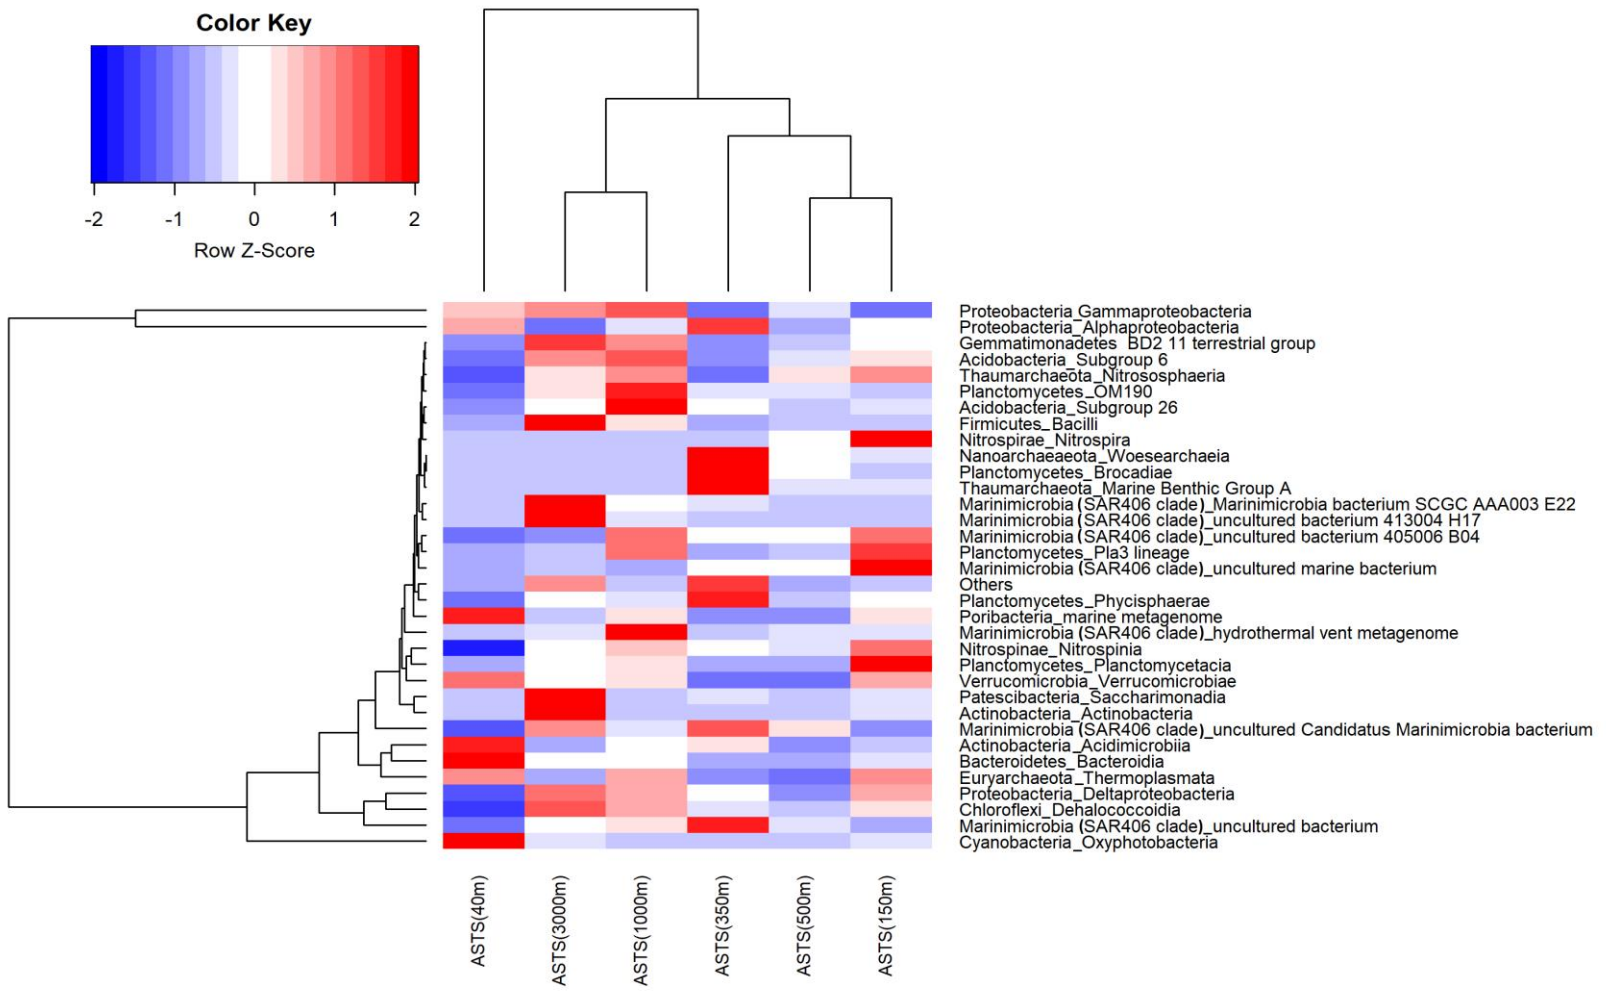 Color Key
-2 -1 0 1 2
Row Z-Score
Proteobacteria_Gammaproteobacteria
Proteobacteria_Alphaproteobacteria
Gemmatimonadetes_BD2 11 terrestrial group
Acidobacteria_Subgroup 6
Thaumarchaeota_Nitrososphaeria
Planctomycetes_OM190
Acidobacteria_Subgroup 26
Firmicutes_Bacilli
Nitrospirae_Nitrospira
Nanoarchaeaeota_Woesearchaeia
Planctomycetes_Brocadiae
Thaumarchaeota_Marine Benthic Group A
Marinimicrobia (SAR406 clade)_Marinimicrobia bacterium SCGC AAA003 E22
Marinimicrobia (SAR406 clade)_uncultured bacterium 413004 H17
Marinimicrobia (SAR406 clade)_uncultured bacterium 405006 B04
Planctomycetes_Pla3 lineage
Marinimicrobia (SAR406 clade)_uncultured marine bacterium
Others
Planctomycetes_Phycisphaerae
Poribacteria_marine metagenome
Marinimicrobia (SAR406 clade)_hydrothermal vent metagenome
Nitrospinae_Nitrospinia
Planctomycetes_Planctomycetacia
Verrucomicrobia_Verrucomicrobiae
Patescibacteria_Saccharimonadia
Actinobacteria_Actinobacteria
Marinimicrobia (SAR406 clade)_uncultured Candidatus Marinimicrobia bacterium
Actinobacteria_Acidimicrobiia
Bacteroidetes_Bacteroidia
Euryarchaeota_Thermoplasmata
Proteobacteria_Deltaproteobacteria
Chloroflexi_Dehalococcoidia
Marinimicrobia (SAR406 clade)_uncultured bacterium
Cyanobacteria_Oxyphotobacteria
ASTS(40m)
ASTS(3000m)
ASTS(1000m)
ASTS(350m)
ASTS(500m)
ASTS(150m)